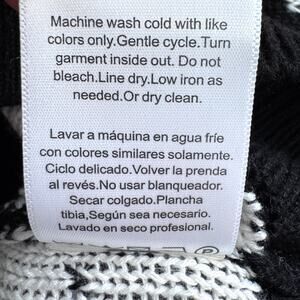 Machine wash cold with like
colors only.Gentle cycle.Turn
garment inside out. Do not
bleach.Line dry.Low iron as
needed.Or dry clean.
Lavar a máquina en agua fríe
con colores similares solamente.
Ciclo delicado.Volver la prenda
al revés.No usar blanqueador.
Secar colgado.Plancha
tibia,Según sea necesario.
Lavado en seco profesional.